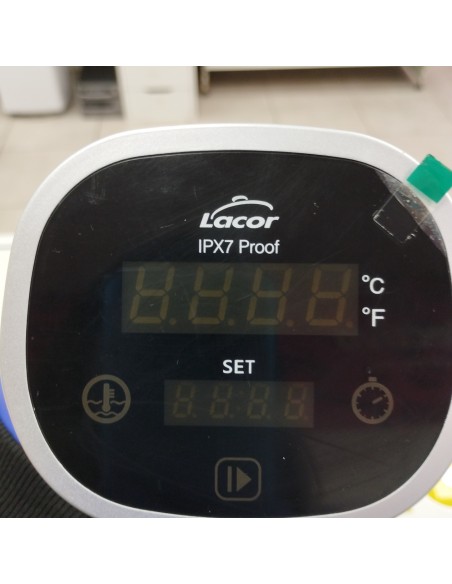 Lacor
IPX7 Proof
°C
°F
SET